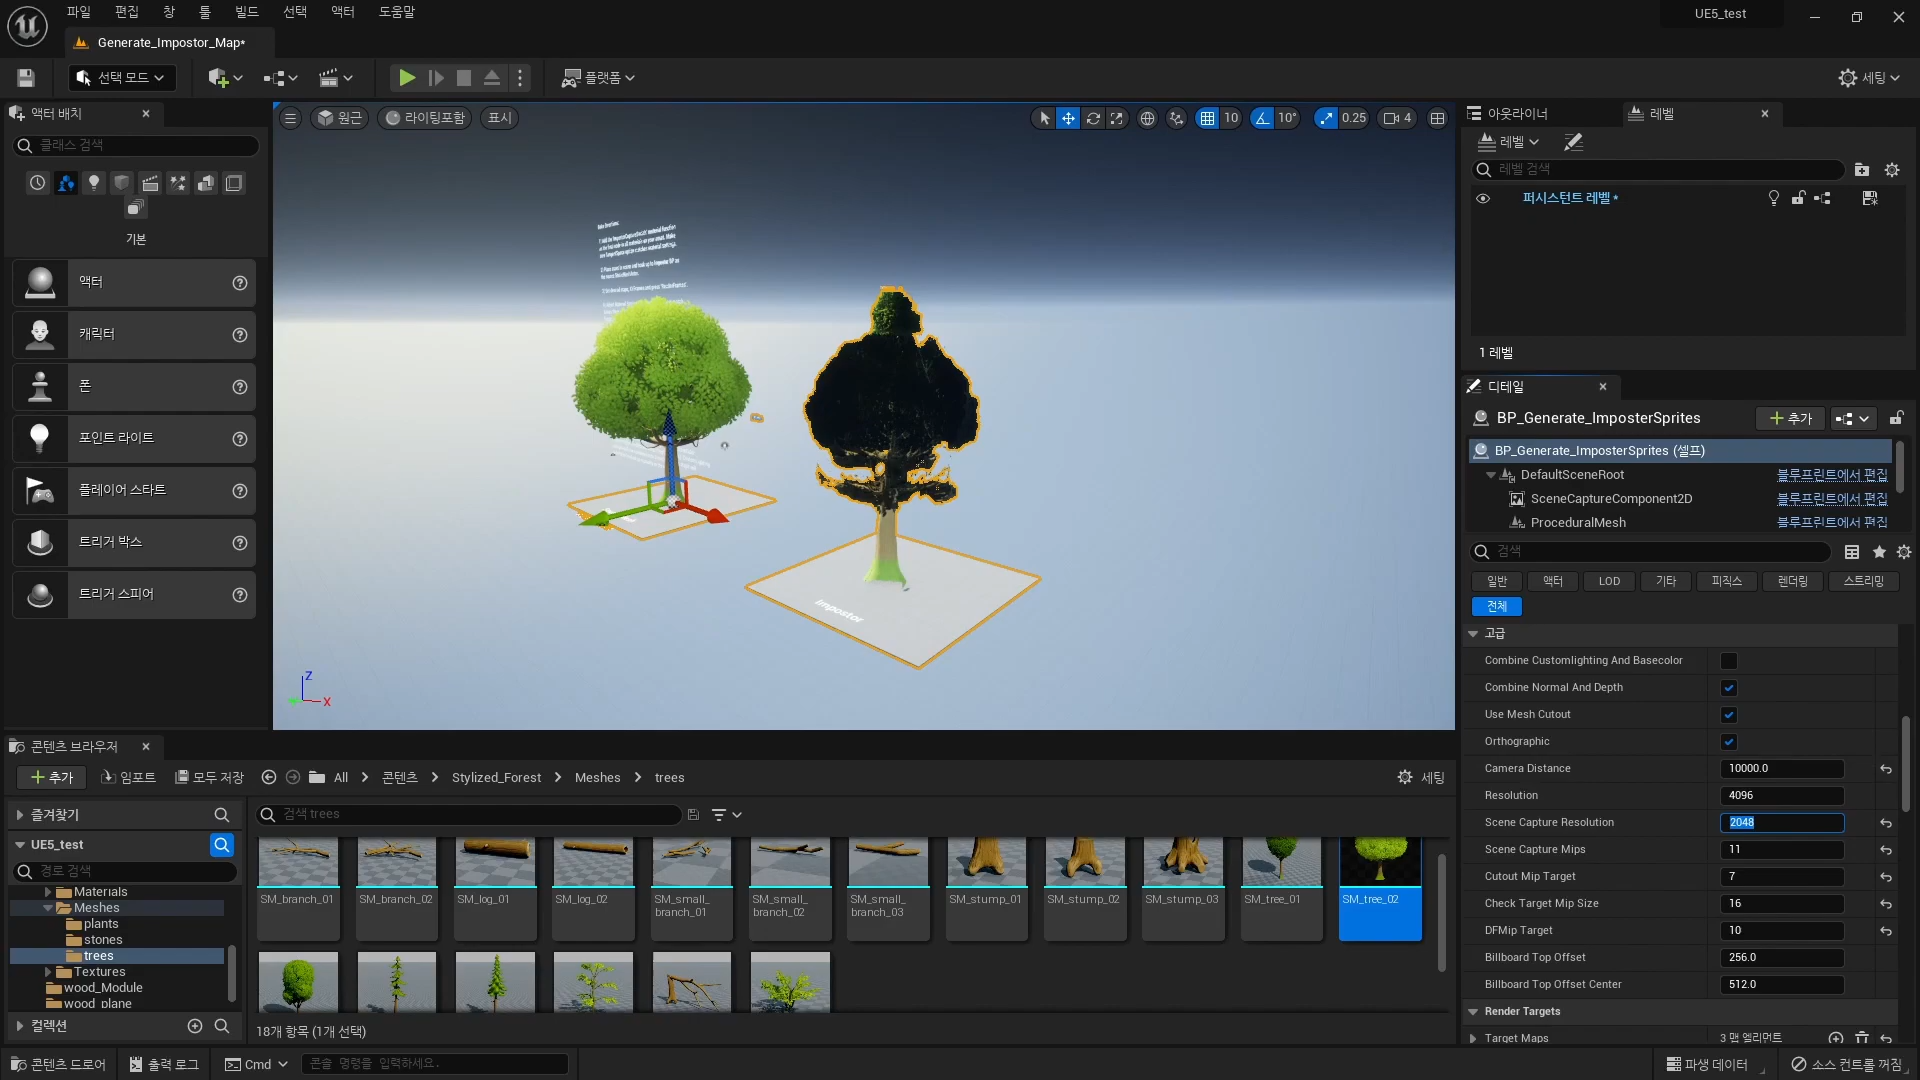 파일 편집 창 툴 빌드 선택 액터 도움말
UE5_test
Generate_Impostor_Map*
선택 모드
플랫폼
세팅
액터 배치
클래스 검색
기본
액터
캐릭터
폰
포인트 라이트
플레이어 스타트
트리거 박스
트리거 스피어
원근
라이팅포함
표시
10
10°
0.25
4
Impostor
Z
X
아웃라이너
레벨
레벨
레벨 검색
퍼시스턴트 레벨 *
1 레벨
디테일
BP_Generate_ImposterSprites
추가
BP_Generate_ImposterSprites (셀프)
DefaultSceneRoot 블루프린트에서 편집
SceneCaptureComponent2D 블루프린트에서 편집
ProceduralMesh 블루프린트에서 편집
검색
일반 액터 LOD 기타 피직스 렌더링 스트리밍
전체
고급
Combine Customlighting And Basecolor
Combine Normal And Depth
Use Mesh Cutout
Orthographic
Camera Distance 10000.0
Resolution 4096
Scene Capture Resolution 2048
Scene Capture Mips 11
Cutout Mip Target 7
Check Target Mip Size 16
DFMip Target 10
Billboard Top Offset 256.0
Billboard Top Offset Center 512.0
Render Targets
Target Maps 3 맵 엘리먼트
콘텐츠 브라우저
추가 임포트 모두 저장 All 콘텐츠 Stylized_Forest Meshes trees 세팅
즐겨찾기
UE5_test
경로 검색
Materials
Meshes
plants
stones
trees
Textures
wood_Module
wood plane
컬렉션
검색 trees
SM_branch_01
SM_branch_02
SM_log_01
SM_log_02
SM_small_
branch_01
SM_small_
branch_02
SM_small_
branch_03
SM_stump_01
SM_stump_02
SM_stump_03
SM_tree_01
SM_tree_02
18개 항목 (1개 선택)
콘텐츠 드로어 출력 로그 Cmd 콘솔 명령을 입력하세요. 파생 데이터 소스 컨트롤 꺼짐